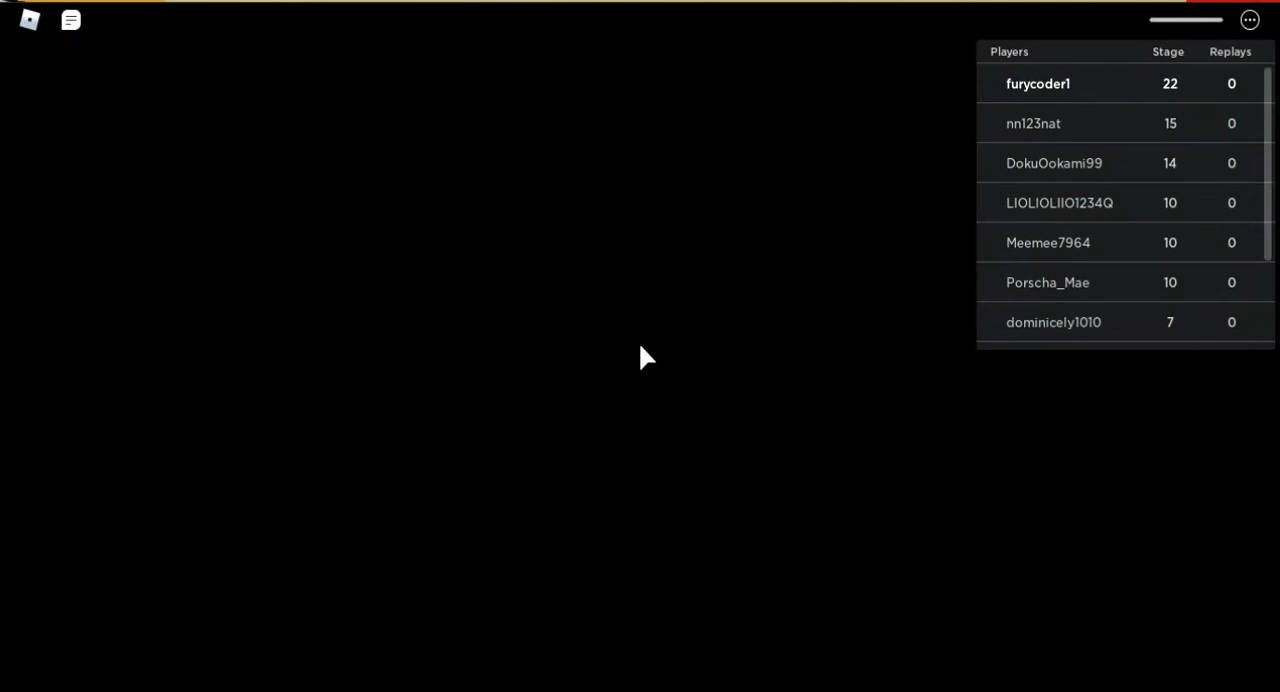 Players Stage Replays
furycoder1 22 0
nn123nat 15 0
DokuOokami99 14 0
LIOLIOLIIO1234Q 10 0
Meemee7964 10 0
Porscha_Mae 10 0
dominicely1010 7 0